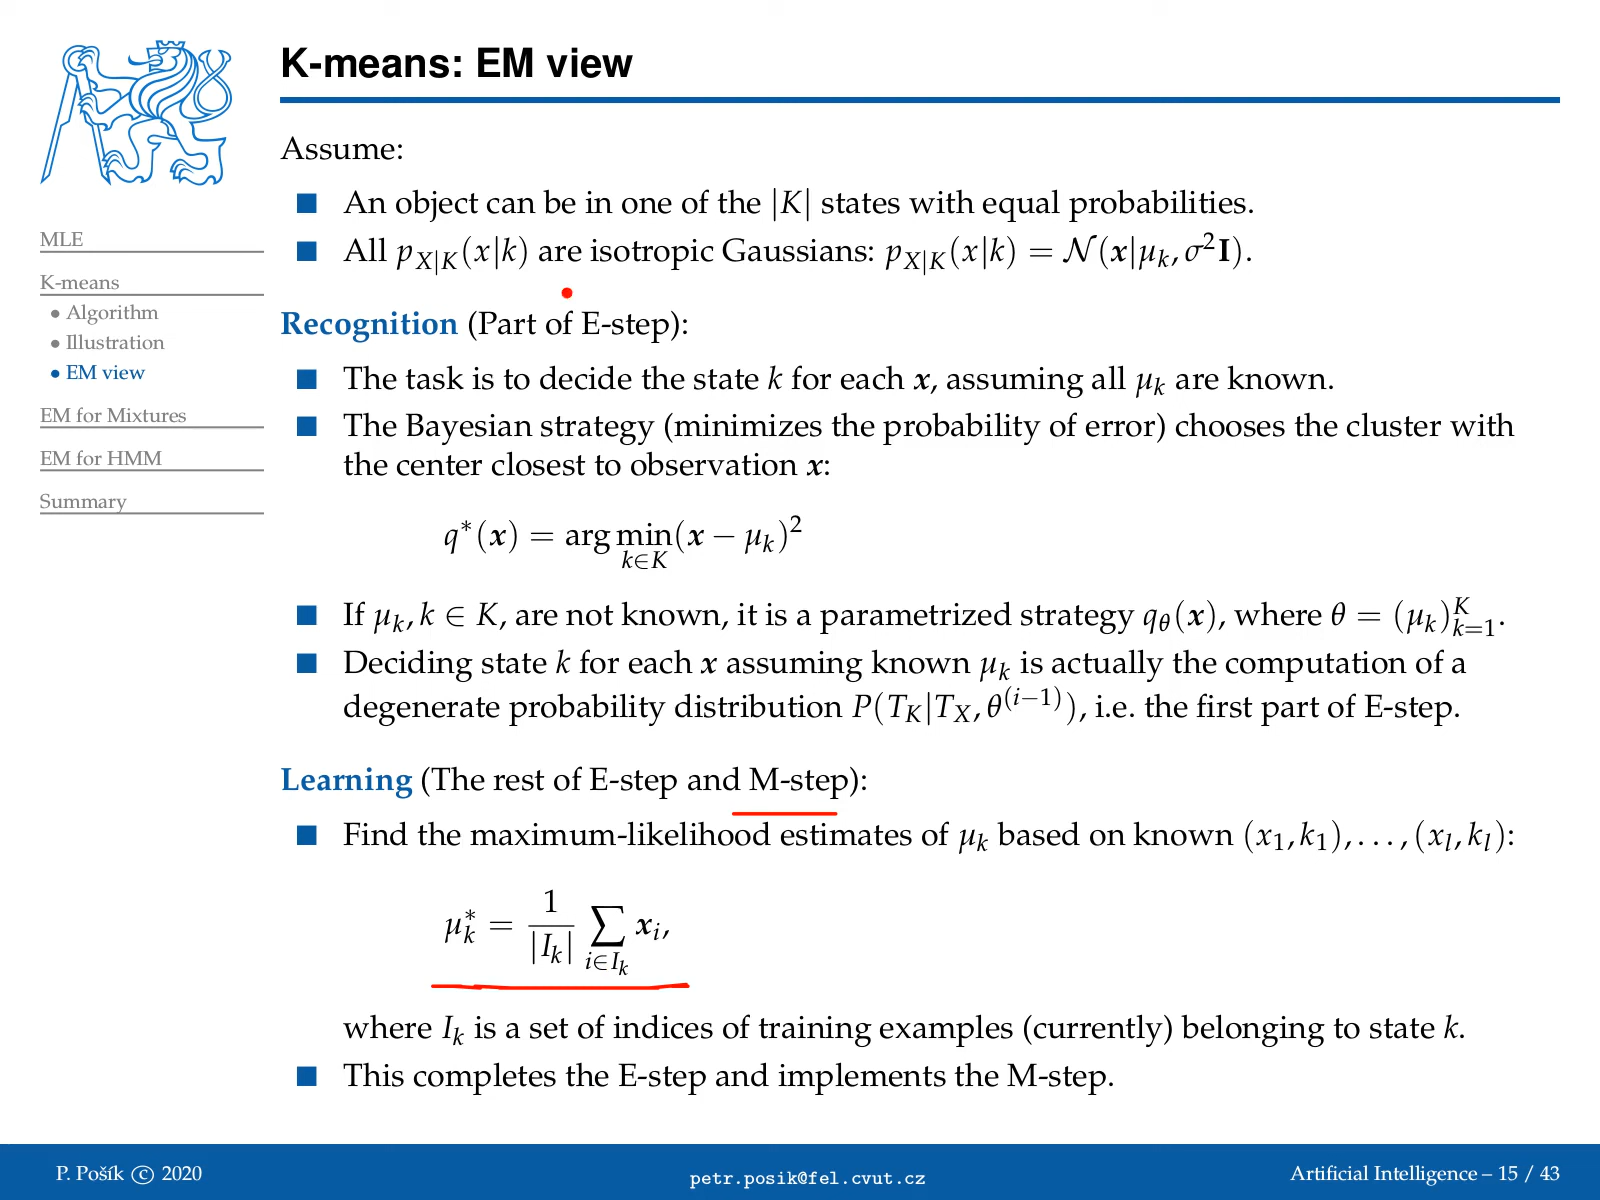 K-means: EM view
MLE
K-means
• Algorithm
• Illustration
• EM view
EM for Mixtures
EM for HMM
Summary
Assume:
■ An object can be in one of the |K| states with equal probabilities.
■ All p_{X|K}(x|k) are isotropic Gaussians: p_{X|K}(x|k) = 𝒩(x|μ_k, σ²I).
Recognition (Part of E-step):
■ The task is to decide the state k for each x, assuming all μ_k are known.
■ The Bayesian strategy (minimizes the probability of error) chooses the cluster with
the center closest to observation x:
q*(x) = arg min_{k∈K} (x − μ_k)²
■ If μ_k, k ∈ K, are not known, it is a parametrized strategy q_θ(x), where θ = (μ_k)_{k=1}^{K}.
■ Deciding state k for each x assuming known μ_k is actually the computation of a
degenerate probability distribution P(T_K|T_X, θ^{(i−1)}), i.e. the first part of E-step.
Learning (The rest of E-step and M-step):
■ Find the maximum-likelihood estimates of μ_k based on known (x_1, k_1), . . . , (x_l, k_l):
μ_k^* = \frac{1}{|I_k|} ∑_{i∈I_k} x_i,
where I_k is a set of indices of training examples (currently) belonging to state k.
■ This completes the E-step and implements the M-step.
P. Pošík © 2020
petr.posik@fel.cvut.cz
Artificial Intelligence – 15 / 43